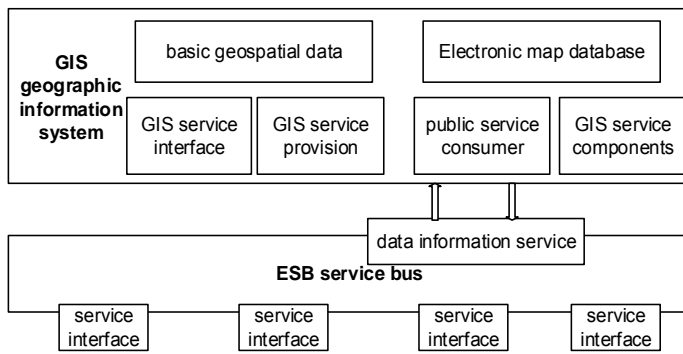 GIS
geographic
information
system
basic geospatial data
Electronic map database
GIS service
interface
GIS service
provision
public service
consumer
GIS service
components
data information service
ESB service bus
service
interface
service
interface
service
interface
service
interface